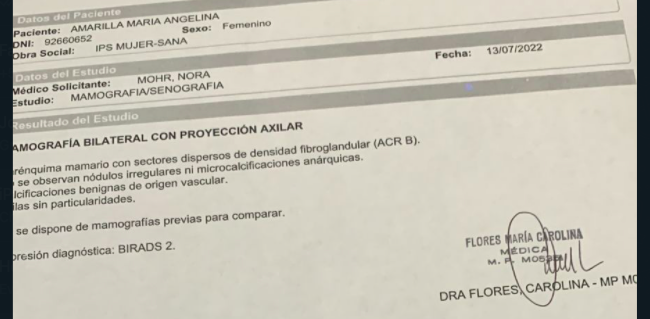 Datos del Paciente
Paciente: AMARILLA MARIA ANGELINA
DNI: 92660652 Sexo: Femenino
Obra Social: IPS MUJER-SANA
Datos del Estudio
Médico Solicitante: MOHR, NORA Fecha: 13/07/2022
Estudio: MAMOGRAFIA/SENOGRAFIA
Resultado del Estudio
AMOGRAFÍA BILATERAL CON PROYECCIÓN AXILAR
rénquima mamario con sectores dispersos de densidad fibroglandular (ACR B).
se observan nódulos irregulares ni microcalcificaciones anárquicas.
lcificaciones benignas de origen vascular.
ilas sin particularidades.
se dispone de mamografías previas para comparar.
presión diagnóstica: BIRADS 2.
FLORES MARÍA CAROLINA
MÉDICA
M. P.
DRA FLORES, CAROLINA - MP MO